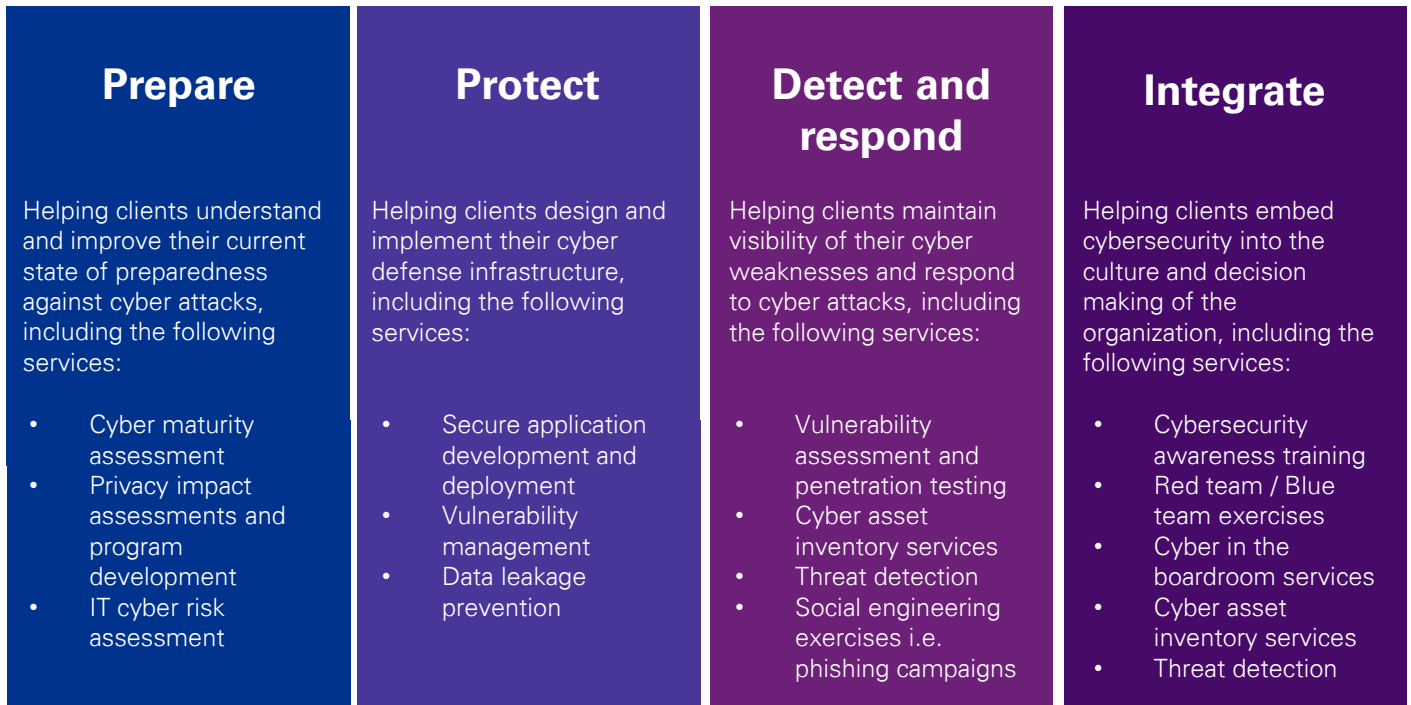 Prepare
Helping clients understand
and improve their current
state of preparedness
against cyber attacks,
including the following
services:
• Cyber maturity
assessment
• Privacy impact
assessments and
program
development
• IT cyber risk
assessment
Protect
Helping clients design and
implement their cyber
defense infrastructure,
including the following
services:
• Secure application
development and
deployment
• Vulnerability
management
• Data leakage
prevention
Detect and
respond
Helping clients maintain
visibility of their cyber
weaknesses and respond
to cyber attacks, including
the following services:
• Vulnerability
assessment and
penetration testing
• Cyber asset
inventory services
• Threat detection
• Social engineering
exercises i.e.
phishing campaigns
Integrate
Helping clients embed
cybersecurity into the
culture and decision
making of the
organization, including the
following services:
• Cybersecurity
awareness training
• Red team / Blue
team exercises
• Cyber in the
boardroom services
• Cyber asset
inventory services
• Threat detection